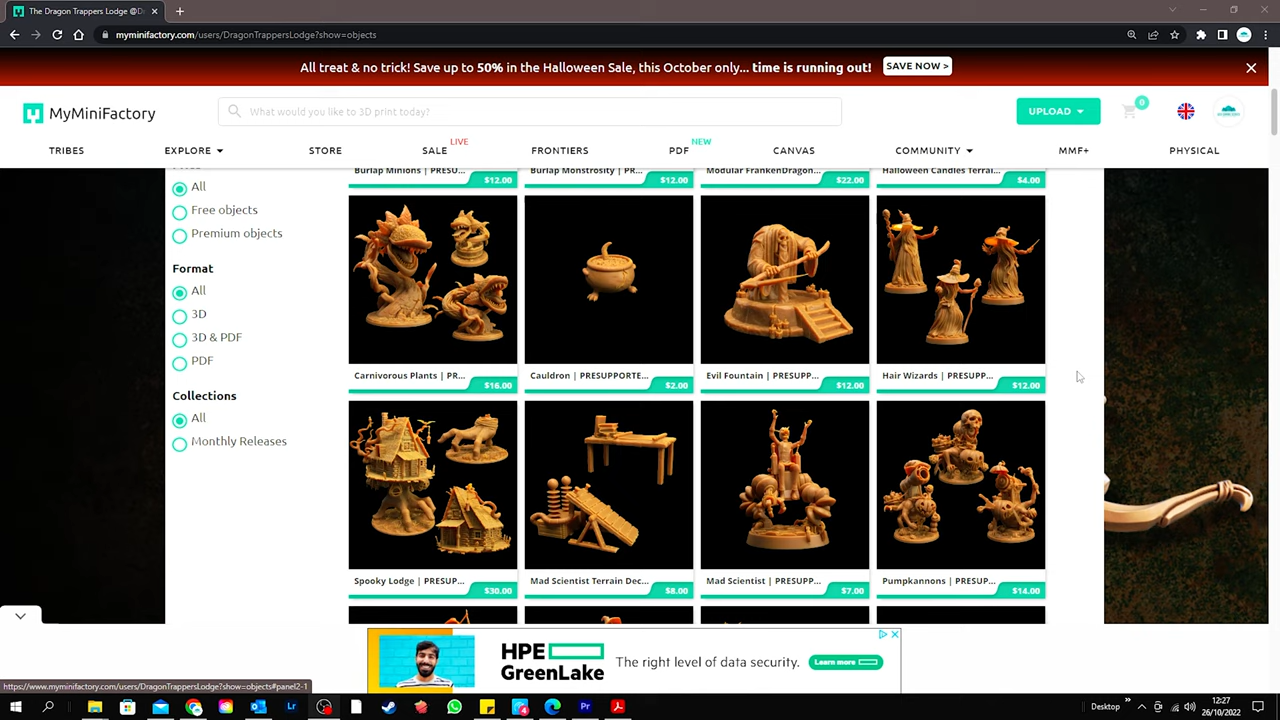 The Dragon Trappers Lodge @D
myminifactory.com/users/DragonTrappersLodge?show=objects
All treat & no trick! Save up to 50% in the Halloween Sale, this October only... time is running out! SAVE NOW >
MyMiniFactory
What would you like to 3D print today?
UPLOAD
0
TRIBES EXPLORE STORE SALE LIVE FRONTIERS PDF NEW CANVAS COMMUNITY MMF+ PHYSICAL
All
Free objects
Premium objects
Format
All
3D
3D & PDF
PDF
Collections
All
Monthly Releases
Burlap Minions | PRESU... $12.00
Burlap Monstrosity | PR... $12.00
Modular FrankenDragon... $22.00
Halloween Candles Terrai... $4.00
Carnivorous Plants | PR... $16.00
Cauldron | PRESUPPORTE... $2.00
Evil Fountain | PRESUPP... $12.00
Hair Wizards | PRESUPP... $12.00
Spooky Lodge | PRESUP... $30.00
Mad Scientist Terrain Dec... $8.00
Mad Scientist | PRESUPP... $7.00
Pumpkannons | PRESUP... $14.00
HPE
GreenLake
The right level of data security.
Learn more
https://www.myminifactory.com/users/DragonTrappersLodge?show=objects#panel2-1
Desktop
12:27
26/10/2022